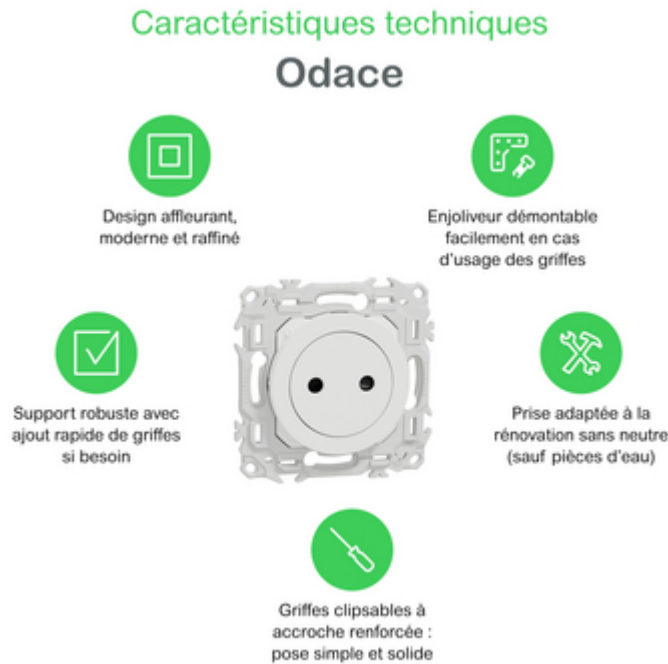 Caractéristiques techniques
Odace
Design affleurant,
moderne et raffiné
Enjoliveur démontable
facilement en cas
d'usage des griffes
Support robuste avec
ajout rapide de griffes
si besoin
Prise adaptée à la
rénovation sans neutre
(sauf pièces d'eau)
Griffes clipsables à
accroche renforcée :
pose simple et solide